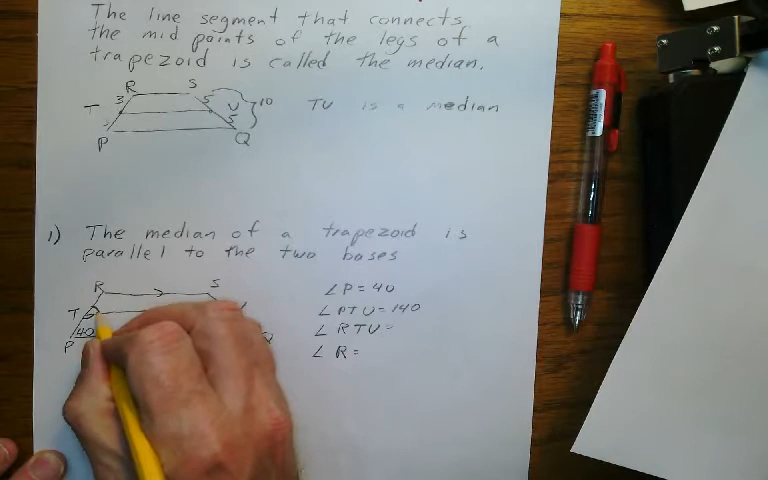 The line segment that connects
the mid points of the legs of a
trapezoid is called the median.
R S
3 5
T U 10 TU is a median
5
P Q
1) The median of a trapezoid is
parallel to the two bases
R S ∠P = 40
T ∠PTU = 140
40 ∠RTU =
P Q ∠R =